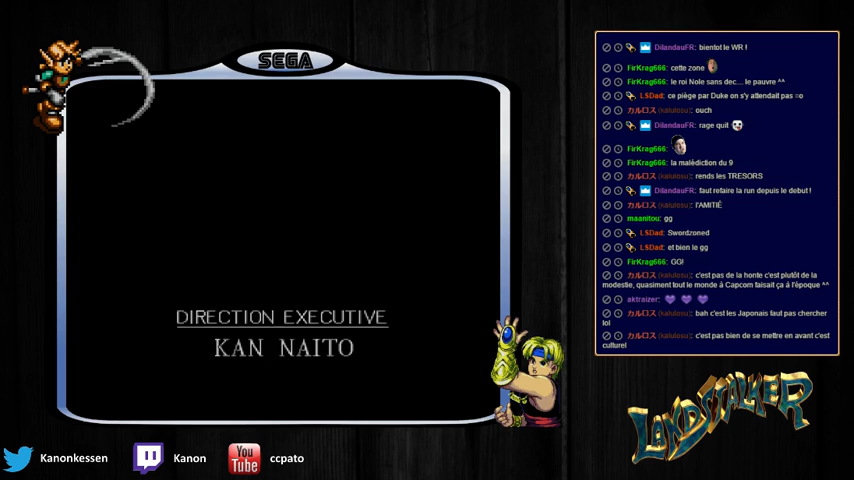 SEGA
DIRECTION EXECUTIVE
KAN NAITO
DilandauFR: bientot le WR !
FirKrag666: cette zone
FirKrag666: le roi Nole sans dec.... le pauvre ^^
LSDad: ce piège par Duke on s'y attendait pas =o
カルロス (kalulosu): ouch
DilandauFR: rage quit
FirKrag666:
FirKrag666: la malédiction du 9
カルロス (kalulosu): rends les TRESORS
DilandauFR: faut refaire la run depuis le debut !
カルロス (kalulosu): l'AMITIÉ
maanitou: gg
LSDad: Swordzoned
LSDad: et bien le gg
FirKrag666: GG!
カルロス (kalulosu): c'est pas de la honte c'est plutôt de la
modestie, quasiment tout le monde à Capcom faisait ça à l'époque ^^
aktraizer:
カルロス (kalulosu): bah c'est les Japonais faut pas chercher
lol
カルロス (kalulosu): c'est pas bien de se mettre en avant c'est
culturel
LANDSTALKER
Kanonkessen
Kanon
You Tube
ccpato